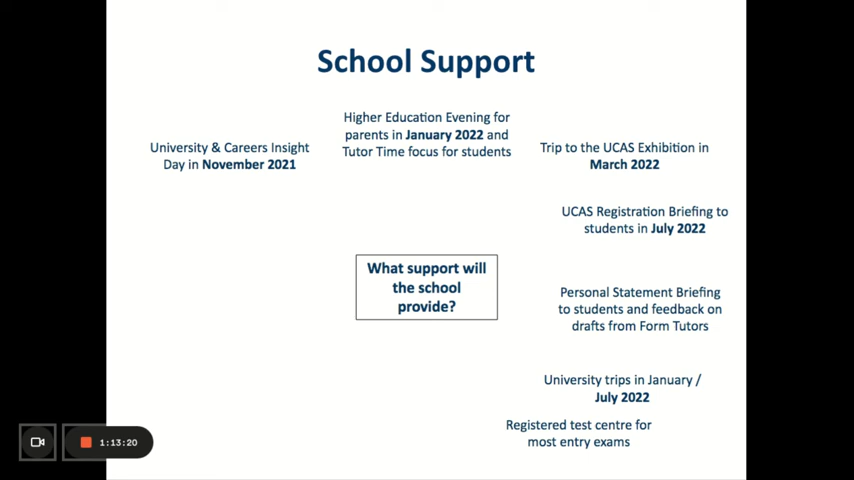 School Support
University & Careers Insight
Day in November 2021
Higher Education Evening for
parents in January 2022 and
Tutor Time focus for students
Trip to the UCAS Exhibition in
March 2022
UCAS Registration Briefing to
students in July 2022
What support will
the school
provide?
Personal Statement Briefing
to students and feedback on
drafts from Form Tutors
University trips in January /
July 2022
Registered test centre for
most entry exams
1:13:20